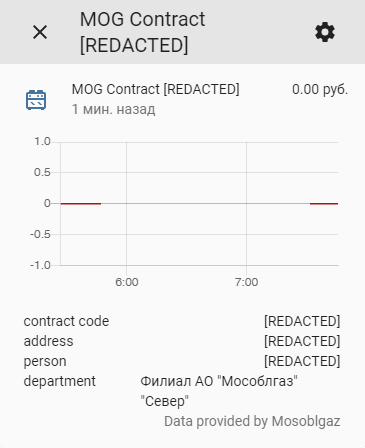 MOG Contract
[REDACTED]
MOG Contract [REDACTED] 0.00 руб.
1 мин. назад
1.0
0.5
0
-0.5
-1.0
6:00 7:00
contract code [REDACTED]
address [REDACTED]
person [REDACTED]
department Филиал АО "Мособлгаз"
"Север"
Data provided by Mosoblgaz